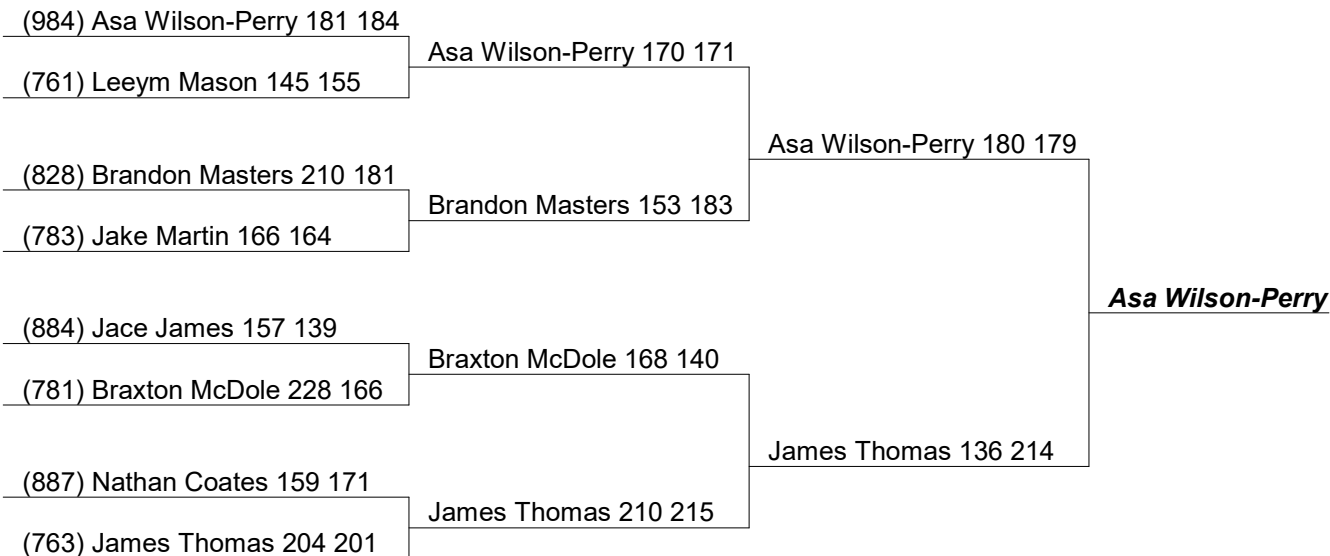 (984) Asa Wilson-Perry 181 184
(761) Leeym Mason 145 155
(828) Brandon Masters 210 181
(783) Jake Martin 166 164
(884) Jace James 157 139
(781) Braxton McDole 228 166
(887) Nathan Coates 159 171
(763) James Thomas 204 201
Asa Wilson-Perry 170 171
Brandon Masters 153 183
Braxton McDole 168 140
James Thomas 210 215
Asa Wilson-Perry 180 179
James Thomas 136 214
Asa Wilson-Perry